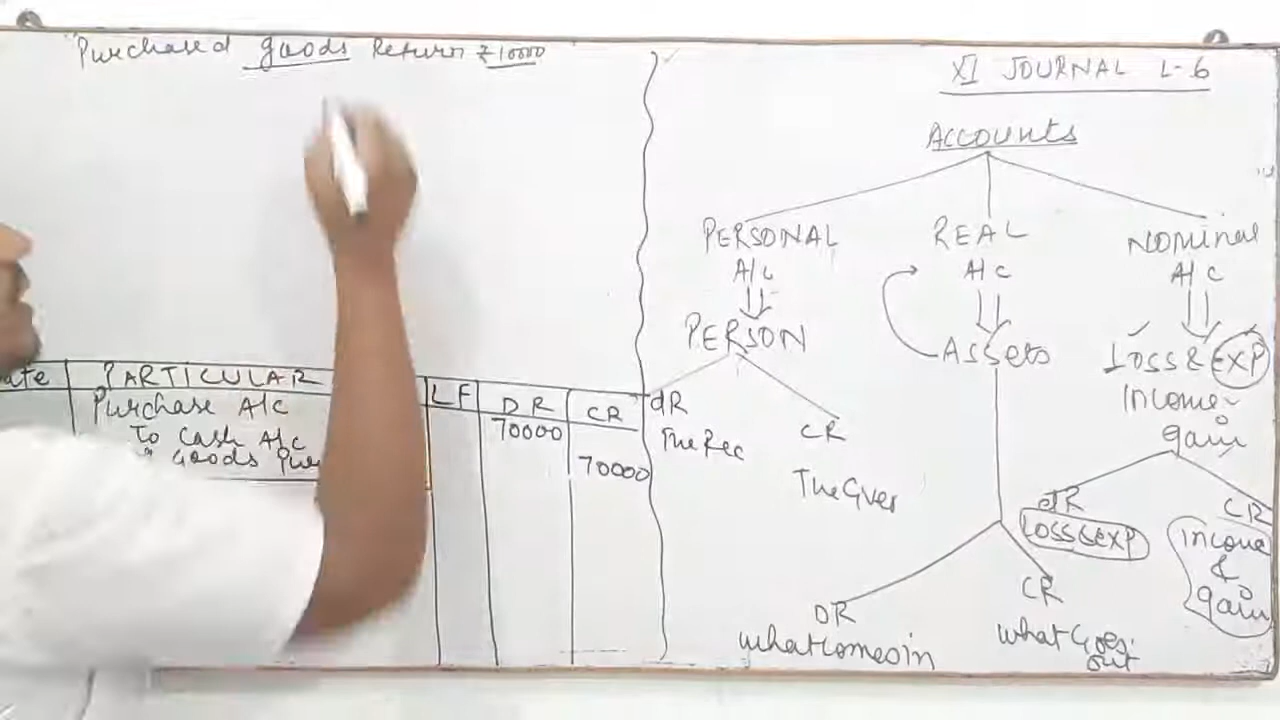 Purchased goods Return ₹10000
XI JOURNAL L-6
ACCOUNTS
PERSONAL
A/C
REAL
A/C
NOMINAL
A/C
PERSON
ASSETS
LOSS & EXP
Income
gain
DR
The Rec
CR
The Giver
DR
what comes in
CR
what Goes
out
DR
LOSS & EXP
CR
income
&
gain
ate PARTICULAR LF DR CR
Purchase A/C 70000
To Cash A/C 70000
Goods Pur